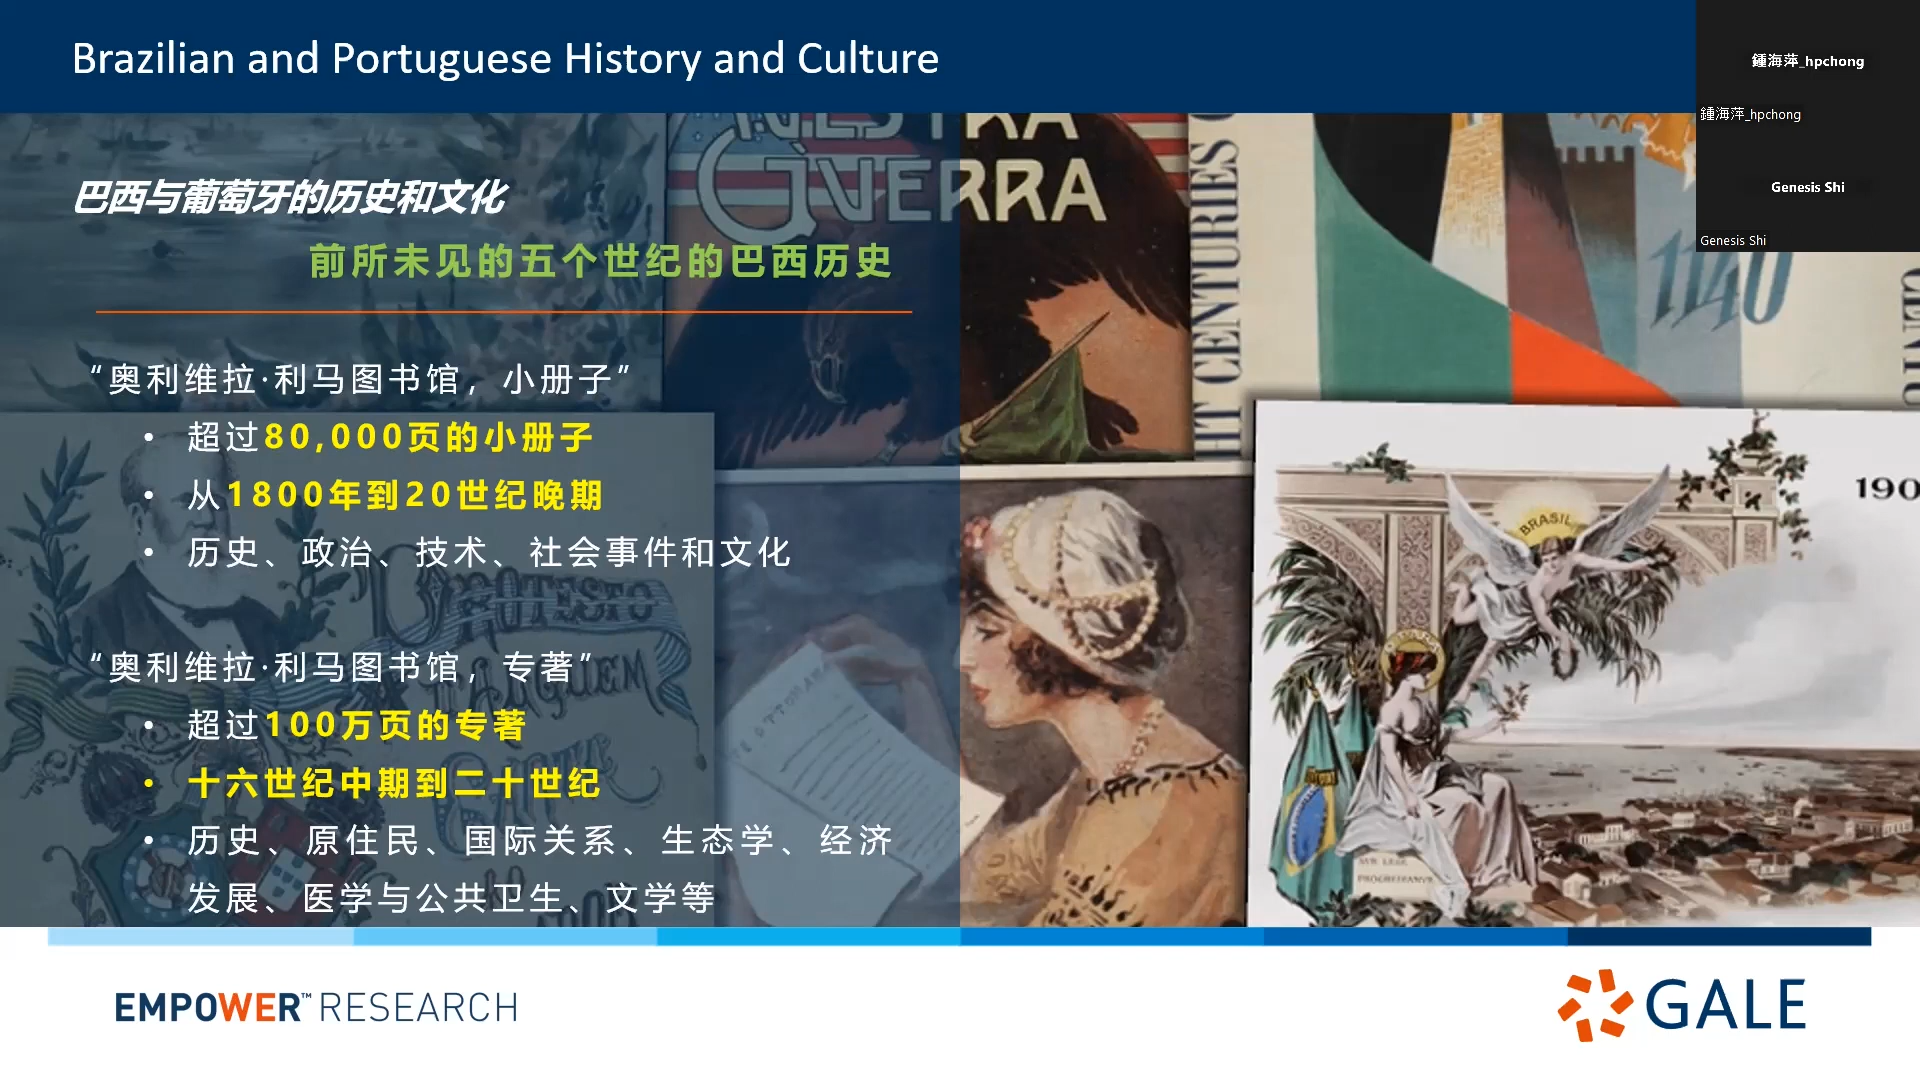 Brazilian and Portuguese History and Culture
鍾海萍_hpchong
鍾海萍_hpchong
Genesis Shi
Genesis Shi
巴西与葡萄牙的历史和文化
前所未见的五个世纪的巴西历史
“奥利维拉·利马图书馆，小册子”
• 超过80,000页的小册子
• 从1800年到20世纪晚期
• 历史、政治、技术、社会事件和文化
“奥利维拉·利马图书馆，专著”
• 超过100万页的专著
• 十六世纪中期到二十世纪
• 历史、原住民、国际关系、生态学、经济
发展、医学与公共卫生、文学等
GUERRA
HT CENTURIES
1140
BRASIL
190
EMPOWER™ RESEARCH
GALE